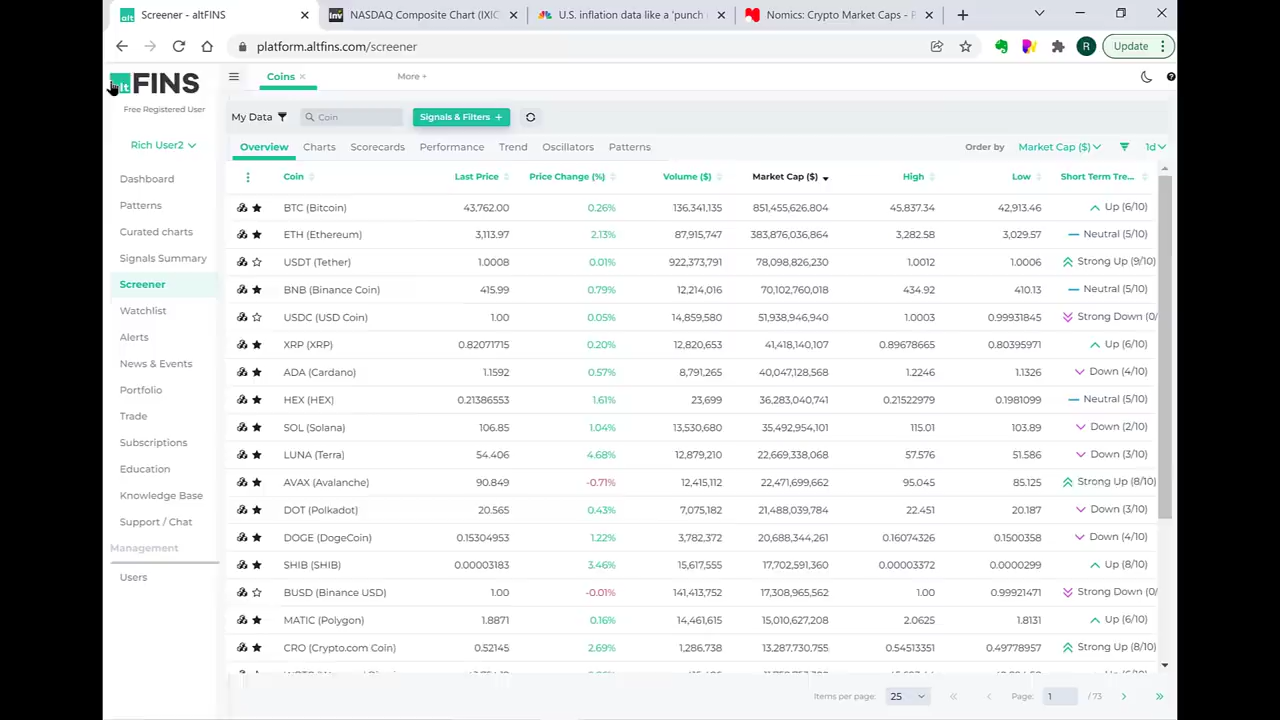 Screener - altFINS
NASDAQ Composite Chart (IXIC
U.S. inflation data like a 'punch
Nomics Crypto Market Caps - P
platform.altfins.com/screener
R
Update
alt FINS
Free Registered User
Rich User2
Dashboard
Patterns
Curated charts
Signals Summary
Screener
Watchlist
Alerts
News & Events
Portfolio
Trade
Subscriptions
Education
Knowledge Base
Support / Chat
Management
Users
Coins
More +
My Data
Coin
Signals & Filters +
Overview Charts Scorecards Performance Trend Oscillators Patterns
Order by Market Cap ($) 1d
Coin Last Price Price Change (%) Volume ($) Market Cap ($) High Low Short Term Tre...
BTC (Bitcoin) 43,762.00 0.26% 136,341,135 851,455,626,804 45,837.34 42,913.46 Up (6/10)
ETH (Ethereum) 3,113.97 2.13% 87,915,747 383,876,036,864 3,282.58 3,029.57 Neutral (5/10)
USDT (Tether) 1.0008 0.01% 922,373,791 78,098,826,230 1.0012 1.0006 Strong Up (9/10)
BNB (Binance Coin) 415.99 0.79% 12,214,016 70,102,760,018 434.92 410.13 Neutral (5/10)
USDC (USD Coin) 1.00 0.05% 14,859,580 51,938,946,940 1.0003 0.99931845 Strong Down (0/
XRP (XRP) 0.82071715 0.20% 12,820,653 41,418,140,107 0.89678665 0.80395971 Up (6/10)
ADA (Cardano) 1.1592 0.57% 8,791,265 40,047,128,568 1.2246 1.1326 Down (4/10)
HEX (HEX) 0.21386553 1.61% 23,699 36,283,040,741 0.21522979 0.1981099 Neutral (5/10)
SOL (Solana) 106.85 1.04% 13,530,680 35,492,954,101 115.01 103.89 Down (2/10)
LUNA (Terra) 54.406 4.68% 12,879,210 22,669,338,068 57.576 51.586 Down (3/10)
AVAX (Avalanche) 90.849 -0.71% 12,415,112 22,471,699,662 95.045 85.125 Strong Up (8/10)
DOT (Polkadot) 20.565 0.43% 7,075,182 21,488,039,784 22.451 20.187 Down (3/10)
DOGE (DogeCoin) 0.15304953 1.22% 3,782,372 20,688,344,261 0.16074326 0.1500358 Down (4/10)
SHIB (SHIB) 0.00003183 3.46% 15,617,555 17,702,591,360 0.00003372 0.0000299 Up (8/10)
BUSD (Binance USD) 1.00 -0.01% 141,413,752 17,308,965,562 1.00 0.99921471 Strong Down (0/
MATIC (Polygon) 1.8871 0.16% 14,461,615 15,010,627,208 2.0625 1.8131 Up (6/10)
CRO (Crypto.com Coin) 0.52145 2.69% 1,286,738 13,287,730,755 0.54513351 0.49778957 Strong Up (8/10)
Items per page: 25 Page: 1 / 73